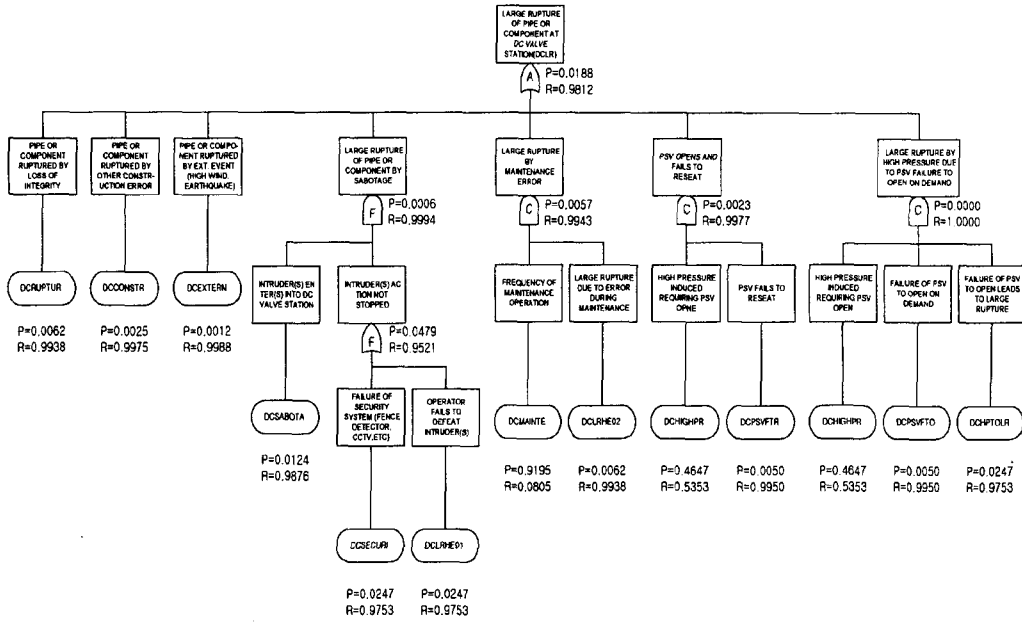 LARGE RUPTURE
OF PIPE OR
COMPONENT AT
DC VALVE
STATION(DCLR)
A
P=0.0188
R=0.9812
PIPE OR
COMPONENT
RUPTURED BY
LOSS OF
INTEGRITY
PIPE OR
COMPONENT
RUPTURED BY
OTHER CONSTR-
UCTION ERROR
PIPE OR COMPO-
NENT RUPTURED
BY EXT. EVENT
(HIGH WIND.
EARTHQUAKE)
LARGE RUPTURE
OF PIPE OR
COMPONENT BY
SABOTAGE
LARGE
RUPTURE BY
MAINTENANCE
ERROR
PSV OPENS AND
FAILS TO
RESEAT
LARGE RUPTURE BY
HIGH PRESSURE DUE
TO PSV FAILURE TO
OPEN ON DEMAND
F
P=0.0006
R=0.9994
C
P=0.0057
R=0.9943
C
P=0.0023
R=0.9977
C
P=0.0000
R=1.0000
DCRUPTUR
P=0.0062
R=0.9938
DCCONSTR
P=0.0025
R=0.9975
DCEXTERN
P=0.0012
R=0.9988
INTRUDER(S) EN
TER(S) INTO DC
VALVE STATION
INTRUDER(S) AC
TION NOT
STOPPED
FREQUENCY OF
MAINTENANCE
OPERATION
LARGE RUPTURE
DUE TO ERROR
DURING
MAINTENANCE
HIGH PRESSURE
INDUCED
REQUIRING PSV
OPNE
PSV FAILS TO
RESEAT
HIGH PRESSURE
INDUCED
REQUIRING PSV
OPEN
FAILURE OF PSV
TO OPEN ON
DEMAND
FAILURE OF PSV
TO OPEN LEADS
TO LARGE
RUPTURE
F
P=0.0479
R=0.9521
DCSABOTA
P=0.0124
R=0.9876
FAILURE OF
SECURITY
SYSTEM (FENCE
DETECTOR,
CCTV,ETC)
OPERATOR
FAILS TO
DEFEAT
INTRUDER(S)
DCMAINTE
P=0.9195
R=0.0805
DCLRHE02
P=0.0062
R=0.9938
DCHIGHPR
P=0.4647
R=0.5353
DCPSVFTR
P=0.0050
R=0.9950
DCHIGHPR
P=0.4647
R=0.5353
DCPSVFTO
P=0.0050
R=0.9950
DCHPTOLR
P=0.0247
R=0.9753
DCSECURI
P=0.0247
R=0.9753
DCLRHE01
P=0.0247
R=0.9753